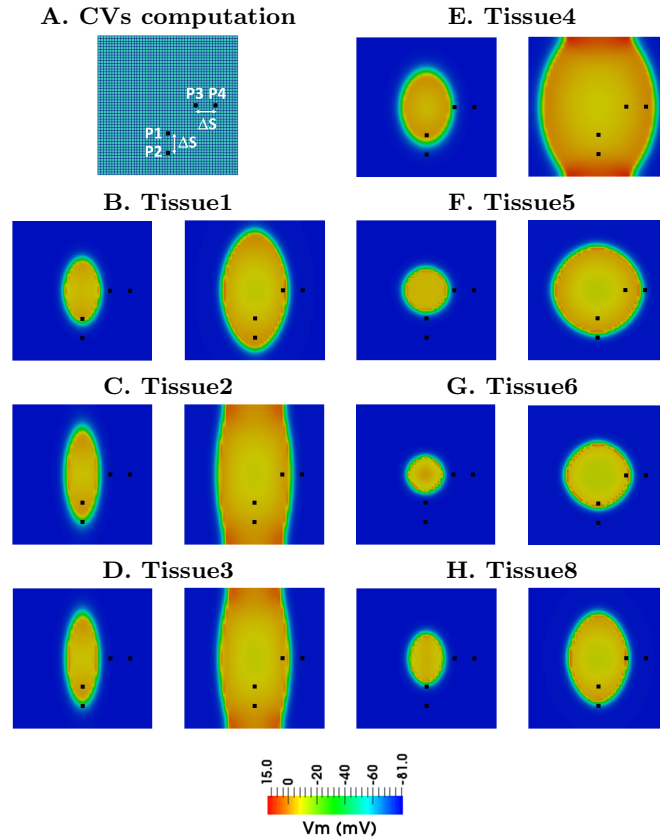 A. CVs computation
P3 P4
ΔS
P1
ΔS
P2
E. Tissue4
B. Tissue1
F. Tissue5
C. Tissue2
G. Tissue6
D. Tissue3
H. Tissue8
15.0 0 -20 -40 -60 -81.0
Vm (mV)